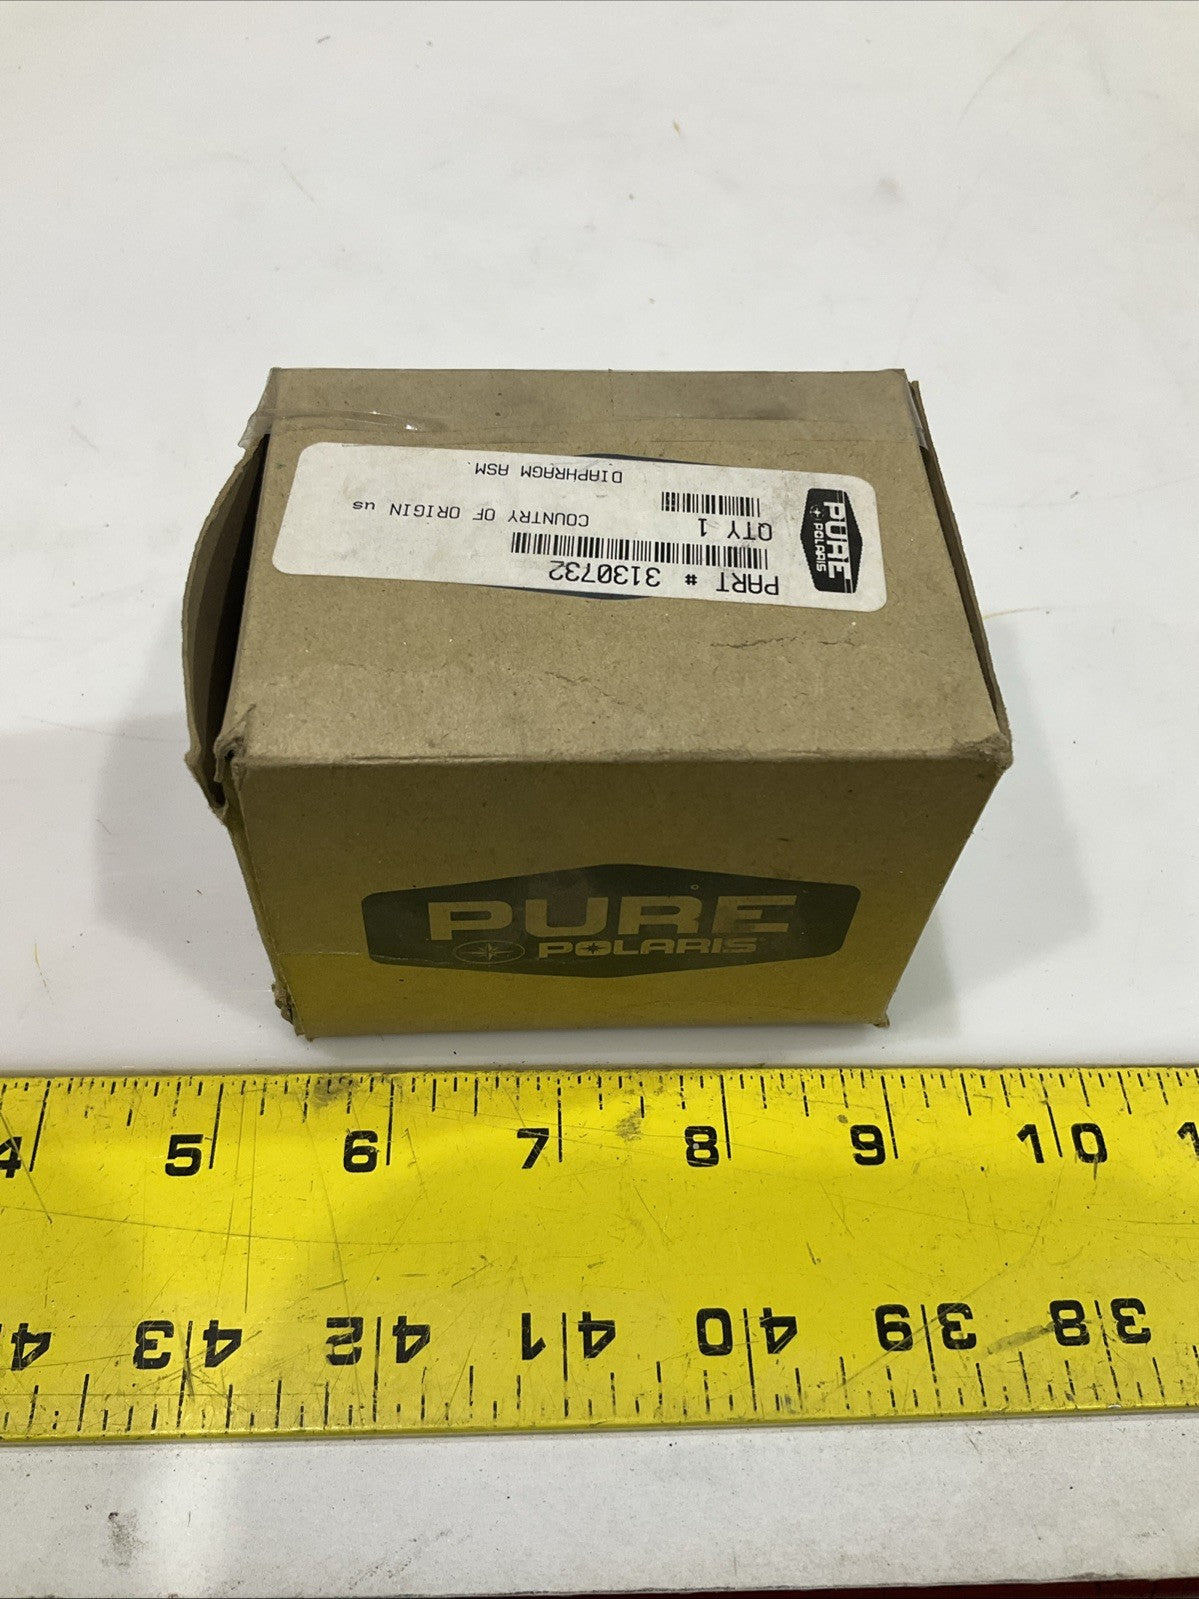 PURE
POLARIS
PART # 3130732
QTY 1
COUNTRY OF ORIGIN us
DIAPHRAGM ASM.
PURE
POLARIS
4 5 6 7 8 9 10 1
44 43 42 41 40 39 38